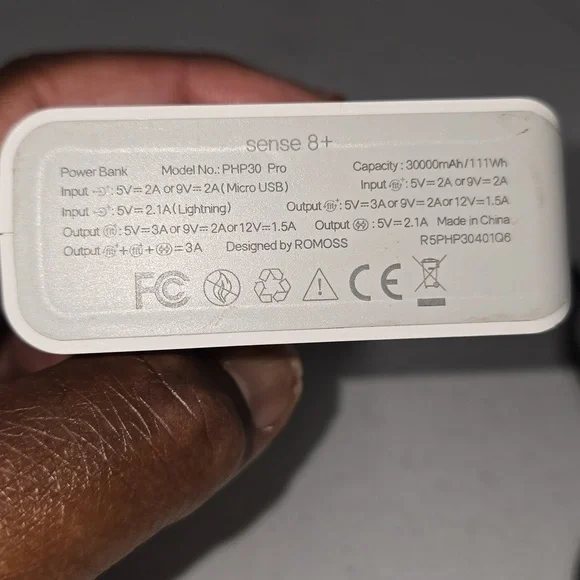 sense 8+
Power Bank Model No.: PHP30 Pro Capacity: 30000mAh/111Wh
Input : 5V=2A or 9V=2A(Micro USB) Input : 5V=2A or 9V=2A
Input : 5V=2.1A(Lightning) Output : 5V=3A or 9V=2A or 12V=1.5A
Output : 5V=3A or 9V=2A or 12V=1.5A Output : 5V=2.1A Made in China
Output + + =3A Designed by ROMOSS R5PHP30401Q6
FC CE